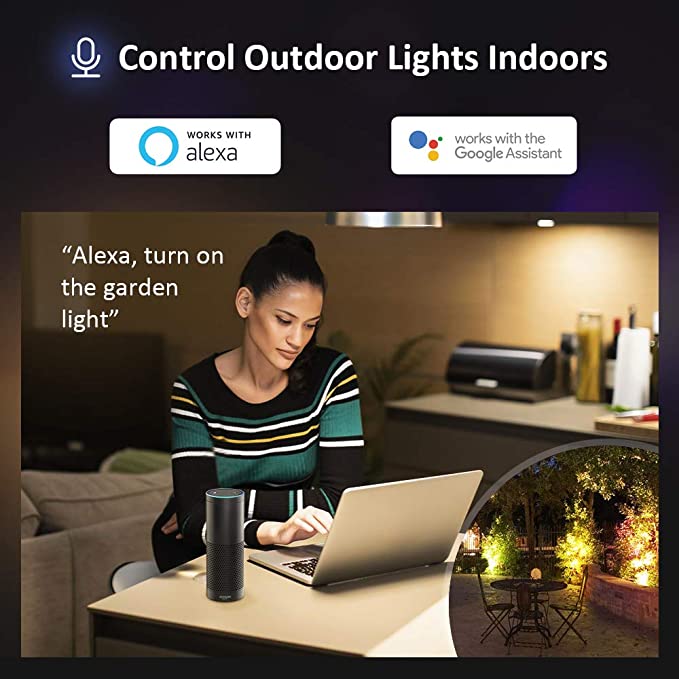 Control Outdoor Lights Indoors
WORKS WITH
alexa
works with the
Google Assistant
“Alexa, turn on
the garden
light”